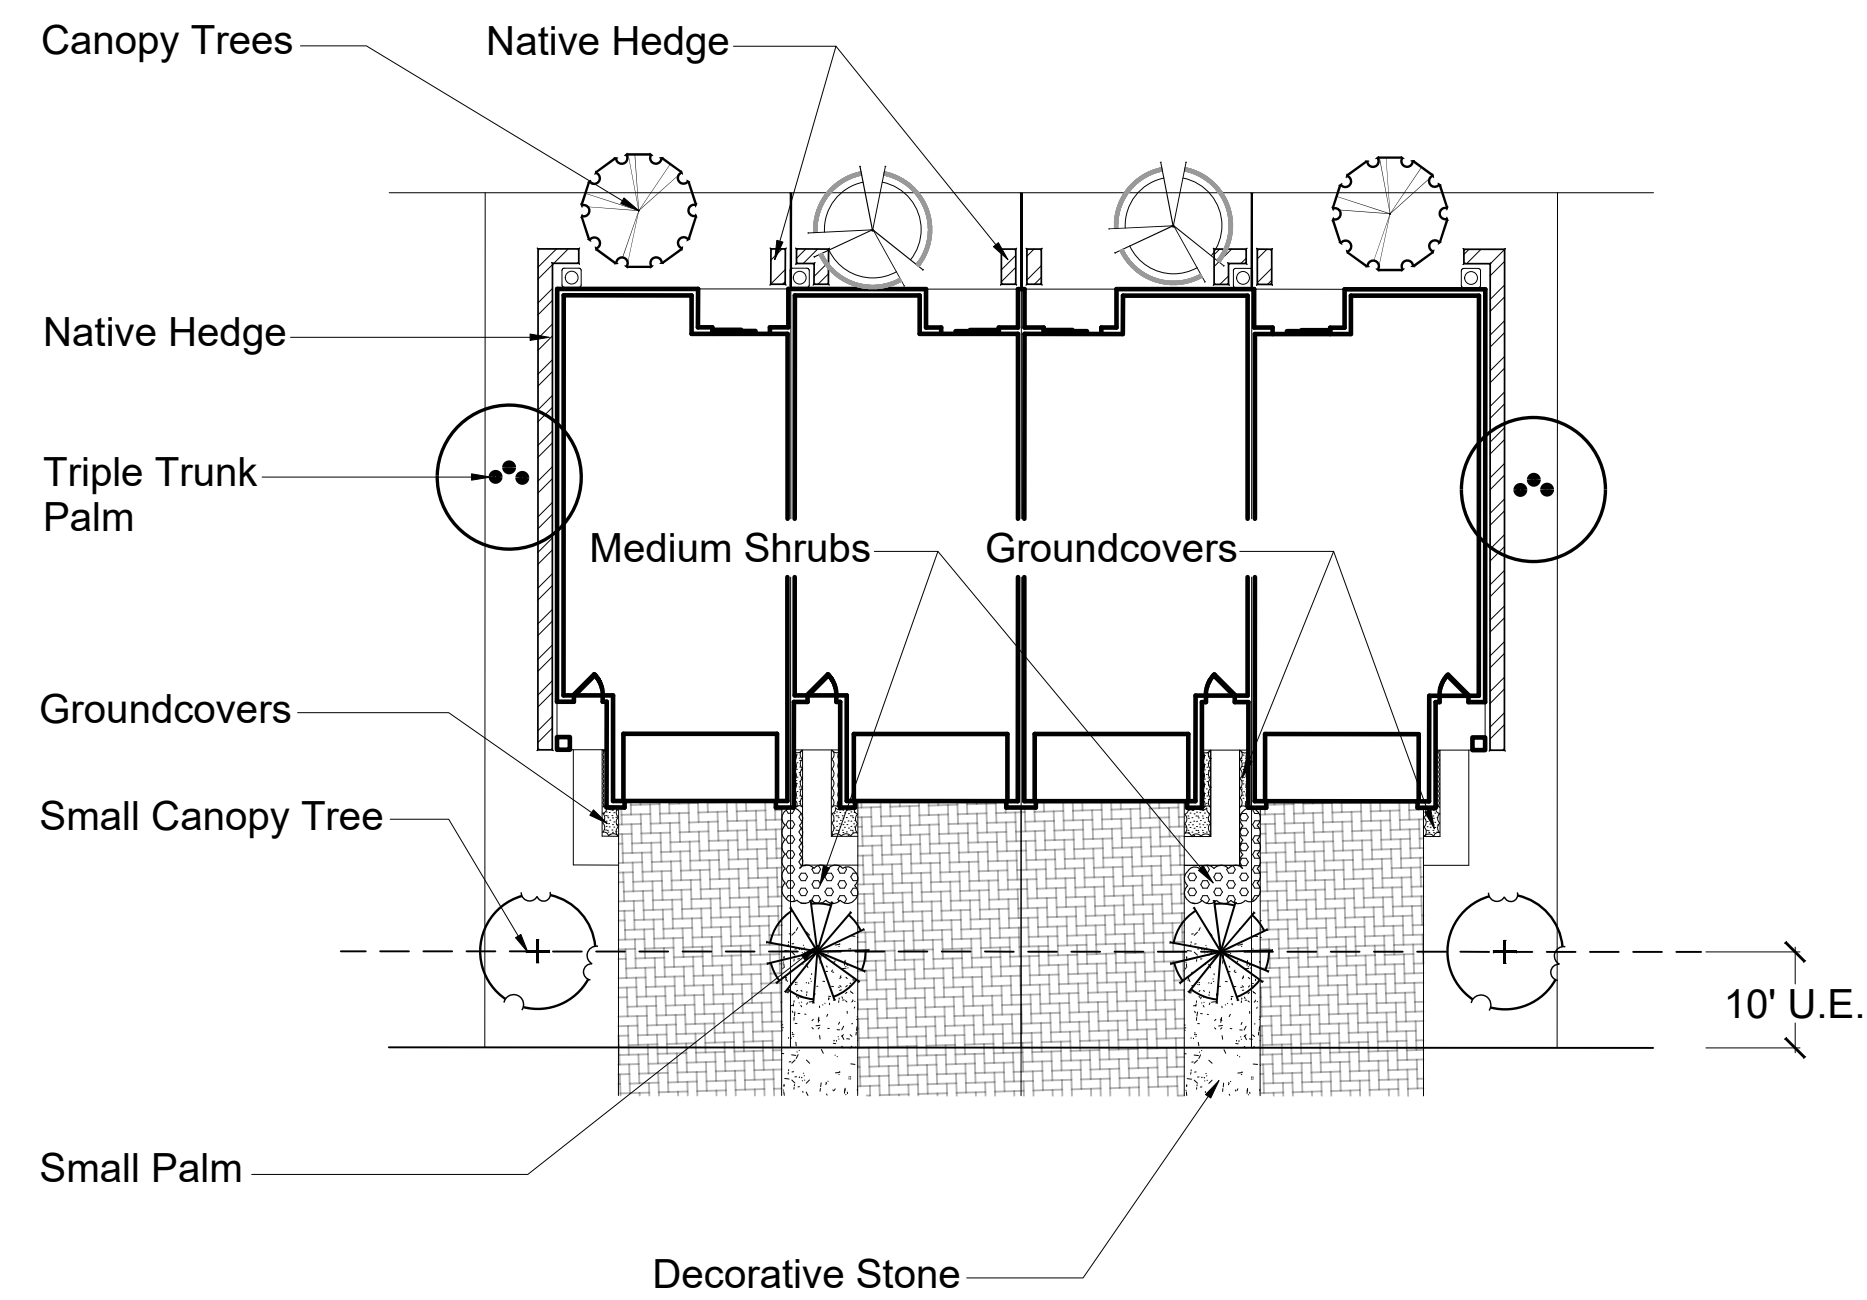 Canopy Trees
Native Hedge
Native Hedge
Triple Trunk
Palm
Medium Shrubs
Groundcovers
Groundcovers
Small Canopy Tree
10' U.E.
Small Palm
Decorative Stone